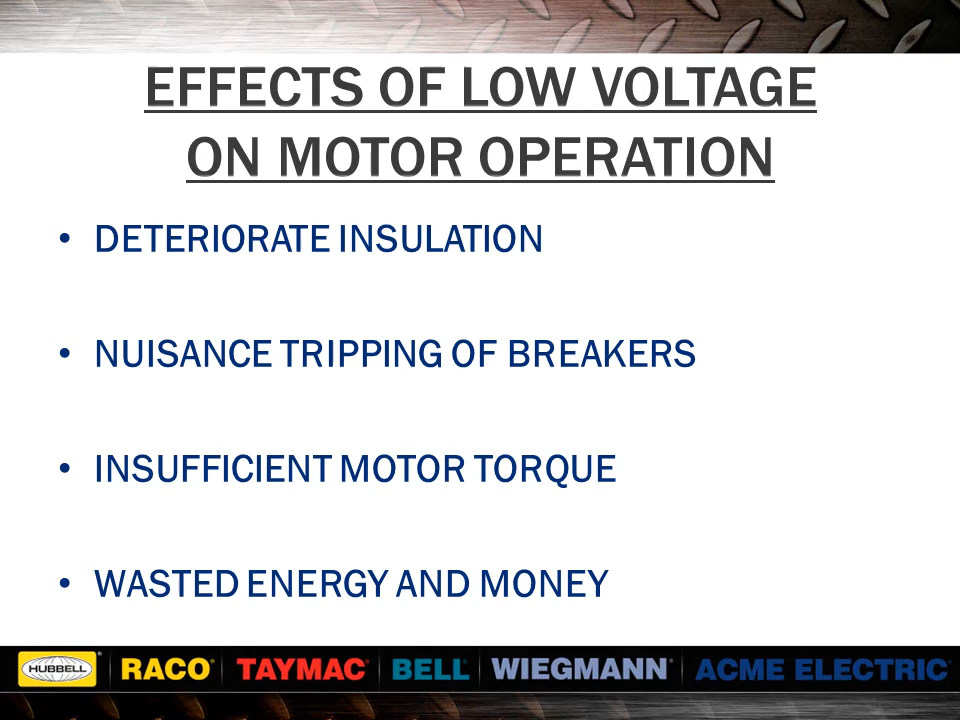 EFFECTS OF LOW VOLTAGE
ON MOTOR OPERATION
• DETERIORATE INSULATION
• NUISANCE TRIPPING OF BREAKERS
• INSUFFICIENT MOTOR TORQUE
• WASTED ENERGY AND MONEY
HUBBELL® RACO® TAYMAC® BELL® WIEGMANN® ACME ELECTRIC®